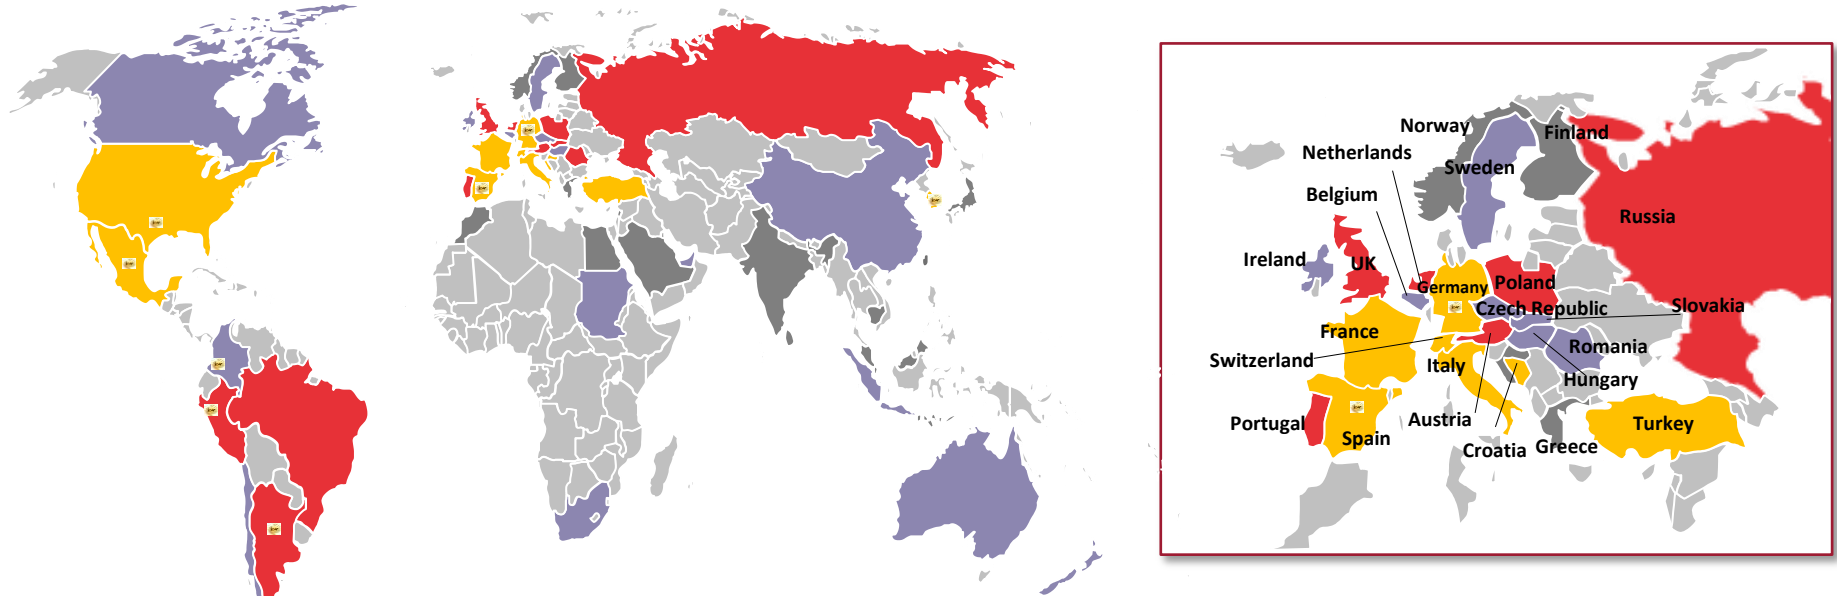 Norway
Finland
Netherlands
Sweden
Belgium
Russia
Ireland
UK
Germany
Poland
Czech Republic
Slovakia
France
Romania
Switzerland
Italy
Hungary
Portugal
Austria
Spain
Croatia
Greece
Turkey